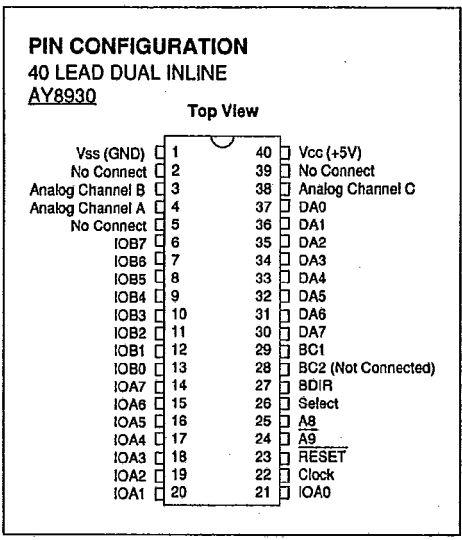 PIN CONFIGURATION
40 LEAD DUAL INLINE
AY8930
Top View
Vss (GND) 1 40 Vcc (+5V)
No Connect 2 39 No Connect
Analog Channel B 3 38 Analog Channel C
Analog Channel A 4 37 DA0
No Connect 5 36 DA1
IOB7 6 35 DA2
IOB6 7 34 DA3
IOB5 8 33 DA4
IOB4 9 32 DA5
IOB3 10 31 DA6
IOB2 11 30 DA7
IOB1 12 29 BC1
IOB0 13 28 BC2 (Not Connected)
IOA7 14 27 BDIR
IOA6 15 26 Select
IOA5 16 25 A8
IOA4 17 24 A9
IOA3 18 23 RESET
IOA2 19 22 Clock
IOA1 20 21 IOA0